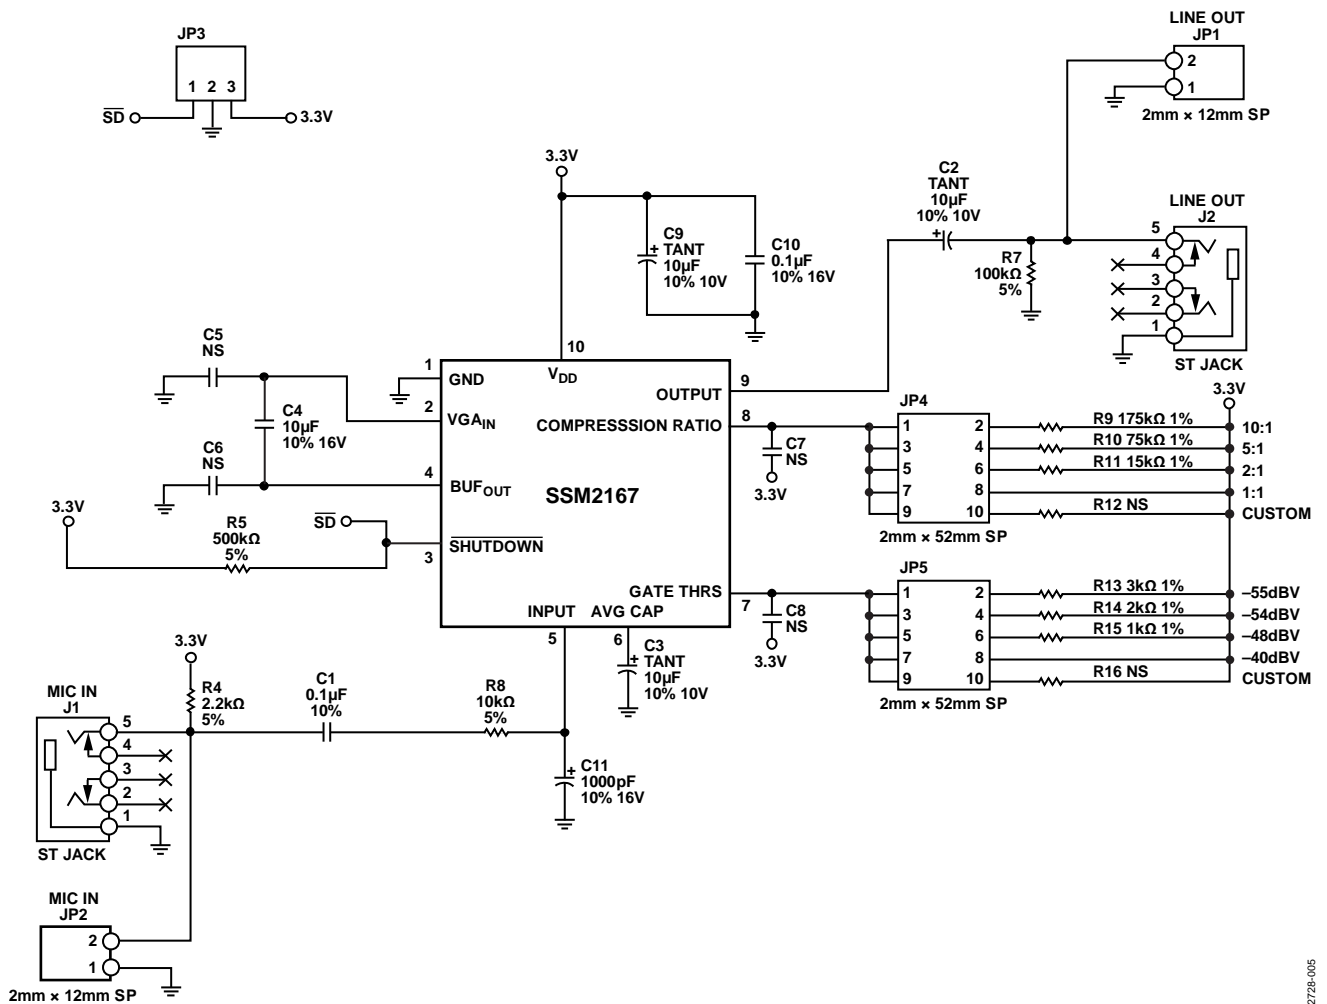 JP3
1 2 3
SD
3.3V
LINE OUT
JP1
2
1
2mm × 12mm SP
3.3V
C9
TANT
10µF
10% 10V
C10
0.1µF
10% 16V
C2
TANT
10µF
10% 10V
R7
100kΩ
5%
LINE OUT
J2
5
4
3
2
1
ST JACK
C5
NS
C4
10µF
10% 16V
C6
NS
3.3V
R5
500kΩ
5%
SD
1
2
4
3
10
GND
VGAIN
BUFOUT
SHUTDOWN
VDD
OUTPUT
COMPRESSSION RATIO
SSM2167
GATE THRS
INPUT
AVG CAP
9
8
7
5
6
C7
NS
3.3V
JP4
1 2
3 4
5 6
7 8
9 10
2mm × 52mm SP
3.3V
R9 175kΩ 1%
10:1
R10 75kΩ 1%
5:1
R11 15kΩ 1%
2:1
1:1
R12 NS
CUSTOM
C8
NS
3.3V
JP5
1 2
3 4
5 6
7 8
9 10
2mm × 52mm SP
R13 3kΩ 1%
–55dBV
R14 2kΩ 1%
–54dBV
R15 1kΩ 1%
–48dBV
–40dBV
R16 NS
CUSTOM
C3
TANT
10µF
10% 10V
3.3V
R4
2.2kΩ
5%
C1
0.1µF
10%
R8
10kΩ
5%
C11
1000pF
10% 16V
MIC IN
J1
5
4
3
2
1
ST JACK
MIC IN
JP2
2
1
2mm × 12mm SP
2728-005